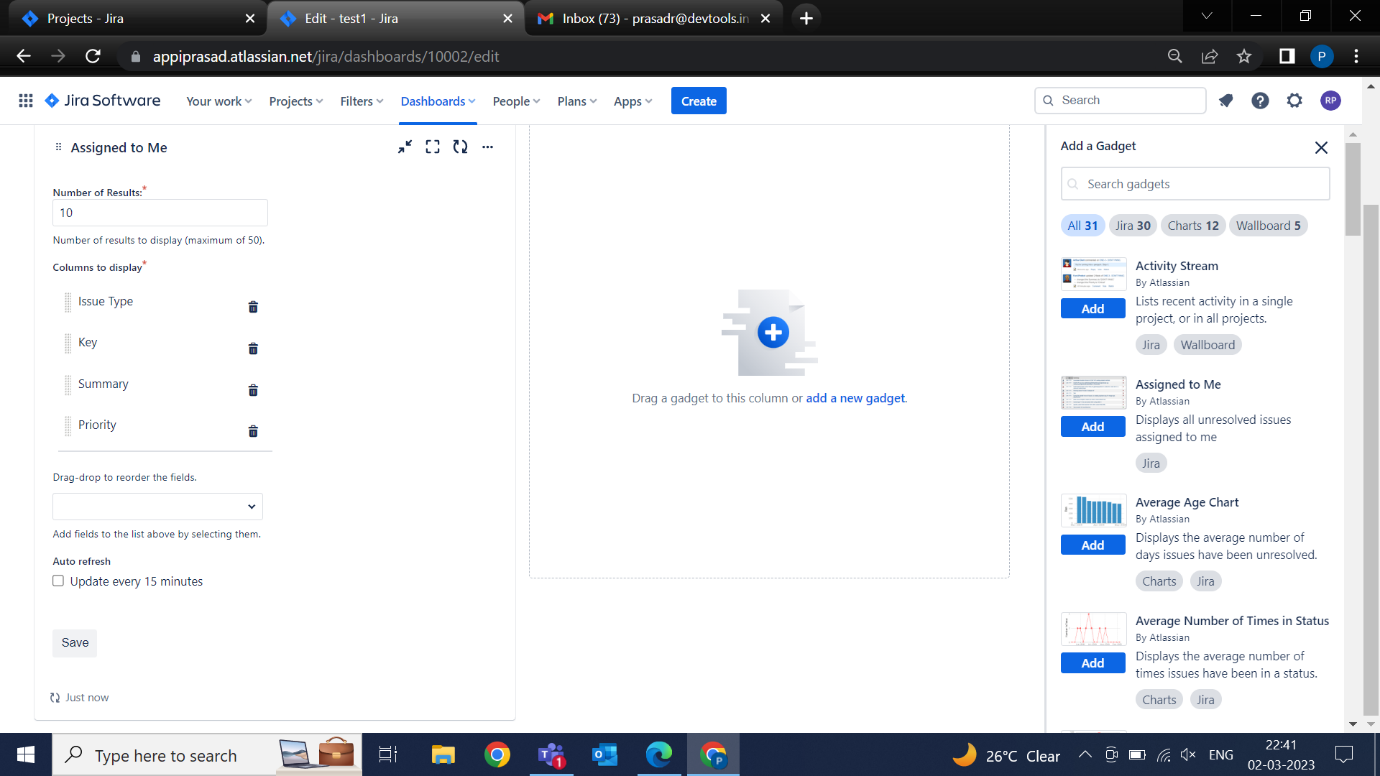 Projects - Jira
Edit - test1 - Jira
Inbox (73) - prasadr@devtools.in
appiprasad.atlassian.net/jira/dashboards/10002/edit
P
Jira Software
Your work
Projects
Filters
Dashboards
People
Plans
Apps
Create
Search
RP
Assigned to Me
Number of Results:*
10
Number of results to display (maximum of 50).
Columns to display*
Issue Type
Key
Summary
Priority
Drag-drop to reorder the fields.
Add fields to the list above by selecting them.
Auto refresh
Update every 15 minutes
Save
Just now
Drag a gadget to this column or add a new gadget.
Add a Gadget
Search gadgets
All 31
Jira 30
Charts 12
Wallboard 5
Activity Stream
By Atlassian
Add
Lists recent activity in a single
project, or in all projects.
Jira
Wallboard
Assigned to Me
By Atlassian
Add
Displays all unresolved issues
assigned to me
Jira
Average Age Chart
By Atlassian
Add
Displays the average number of
days issues have been unresolved.
Charts
Jira
Average Number of Times in Status
By Atlassian
Add
Displays the average number of
times issues have been in a status.
Charts
Jira
Type here to search
1
P
26°C Clear
ENG
22:41
02-03-2023